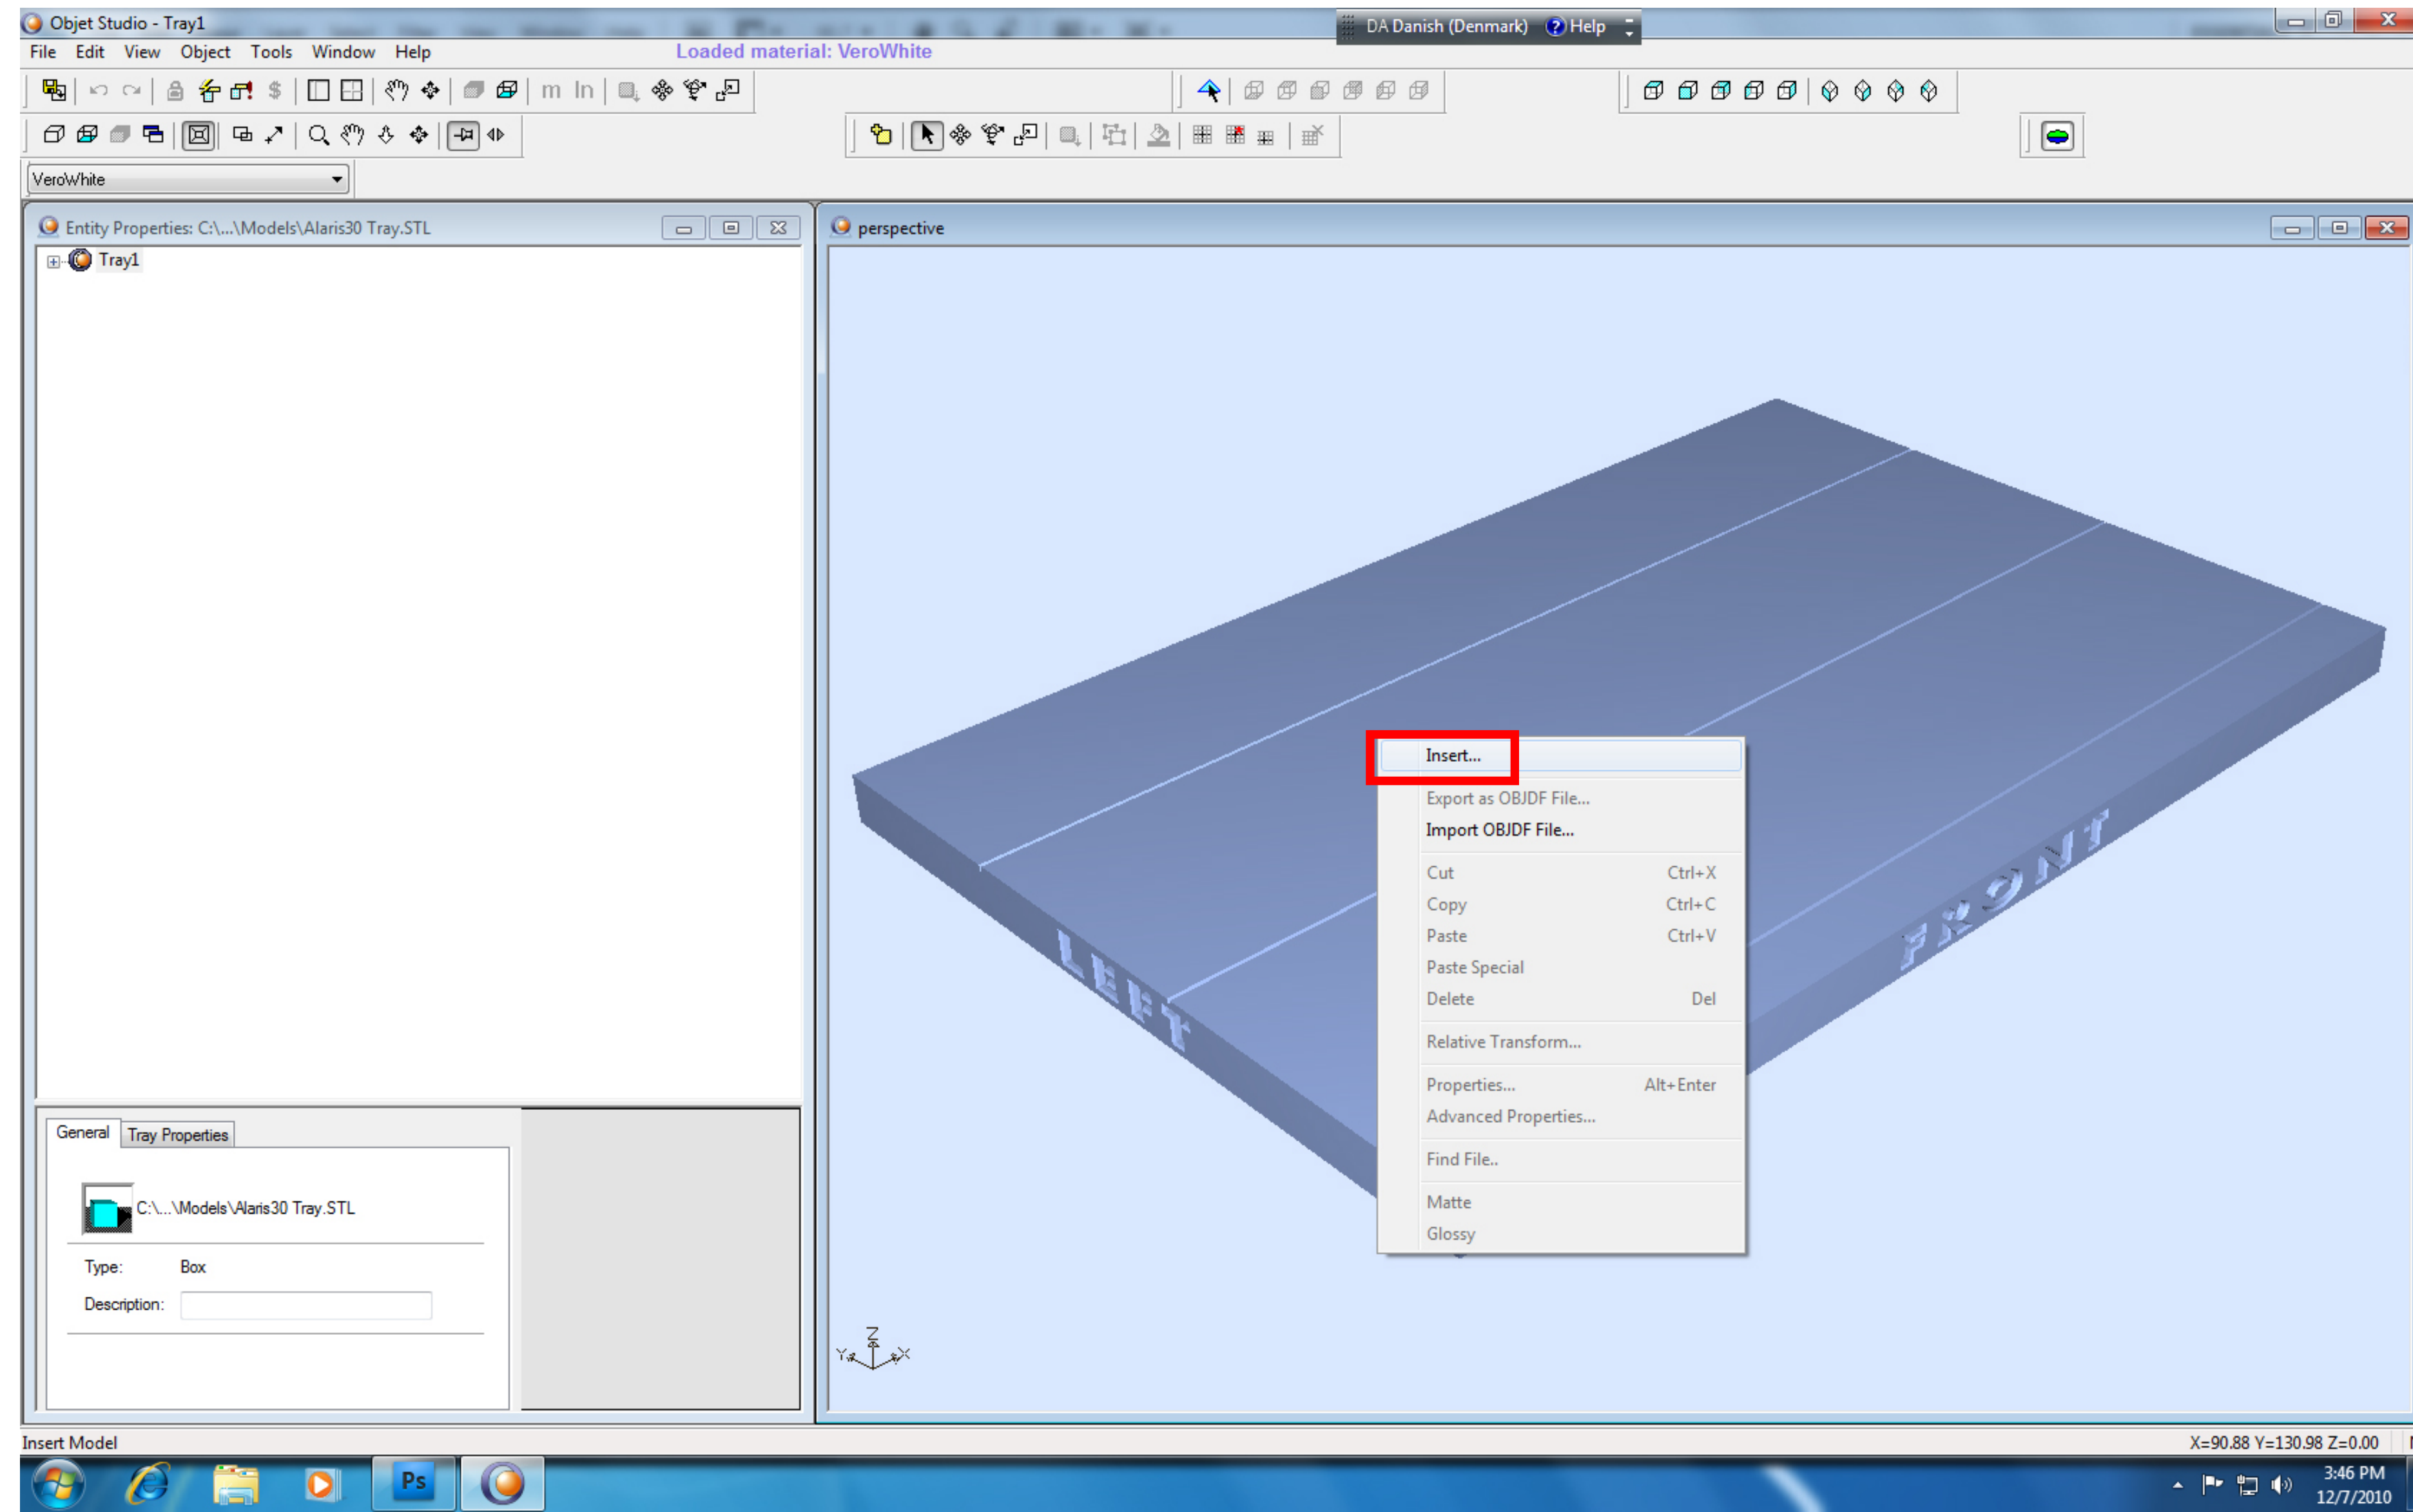 Objet Studio - Tray1
DA Danish (Denmark) Help
File Edit View Object Tools Window Help
Loaded material: VeroWhite
$ m In
VeroWhite
Entity Properties: C:\...\Models\Alaris30 Tray.STL
perspective
Tray1
Insert...
Export as OBJDF File...
Import OBJDF File...
Cut Ctrl+X
Copy Ctrl+C
Paste Ctrl+V
Paste Special
Delete Del
Relative Transform...
Properties... Alt+Enter
Advanced Properties...
Find File..
Matte
Glossy
LEFT
FRONT
General Tray Properties
C:\...\Models\Alaris30 Tray.STL
Type: Box
Description:
Z
Y X
Insert Model
X=90.88 Y=130.98 Z=0.00
Ps
3:46 PM
12/7/2010